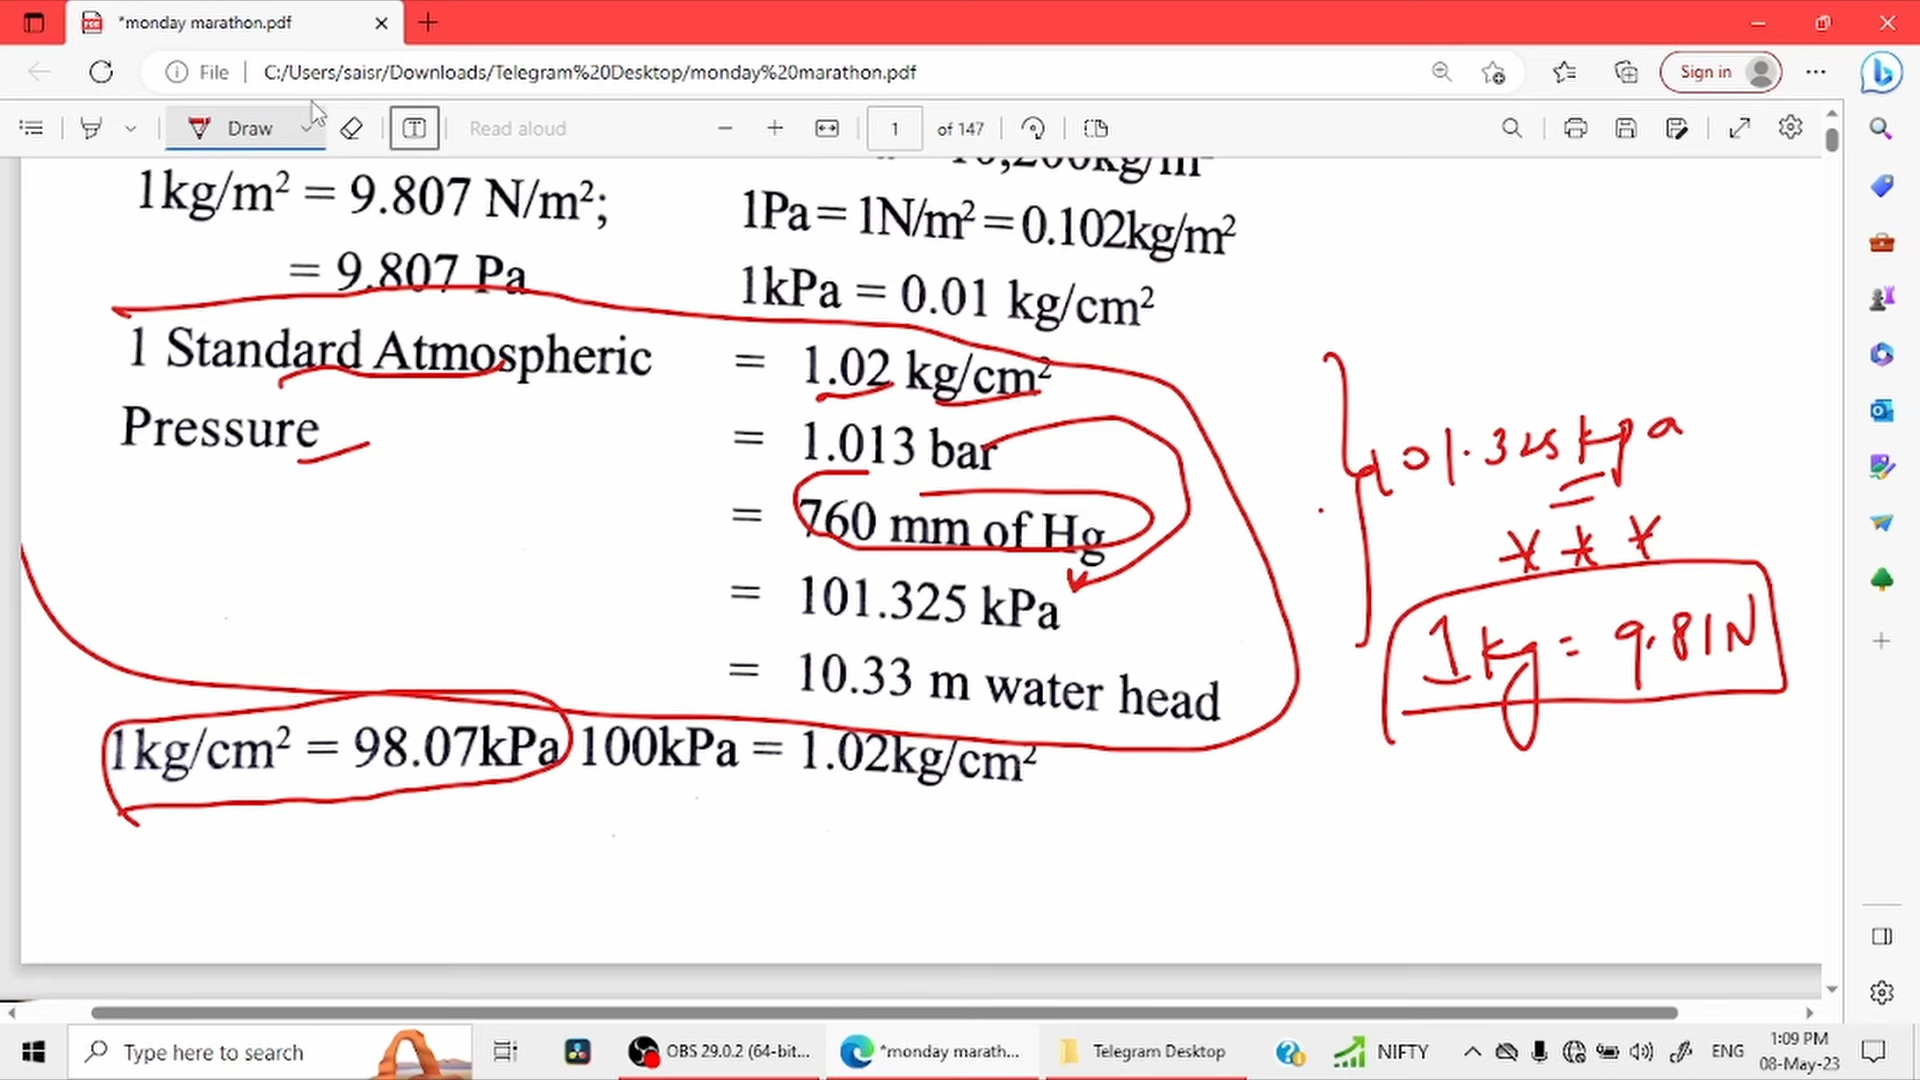 *monday marathon.pdf
File
C:/Users/saisr/Downloads/Telegram%20Desktop/monday%20marathon.pdf
Sign in
Draw
Read aloud
1 of 147
10,200kg/m²
1kg/m² = 9.807 N/m²;
1Pa = 1N/m² = 0.102kg/m²
= 9.807 Pa
1kPa = 0.01 kg/cm²
1 Standard Atmospheric = 1.02 kg/cm²
Pressure = 1.013 bar
101.325 kpa
= 760 mm of Hg
* * *
= 101.325 kPa
1 kg = 9.81N
= 10.33 m water head
1kg/cm² = 98.07kPa 100kPa = 1.02kg/cm²
Type here to search
OBS 29.0.2 (64-bit...
*monday marath...
Telegram Desktop
NIFTY
ENG
1:09 PM
08-May-23